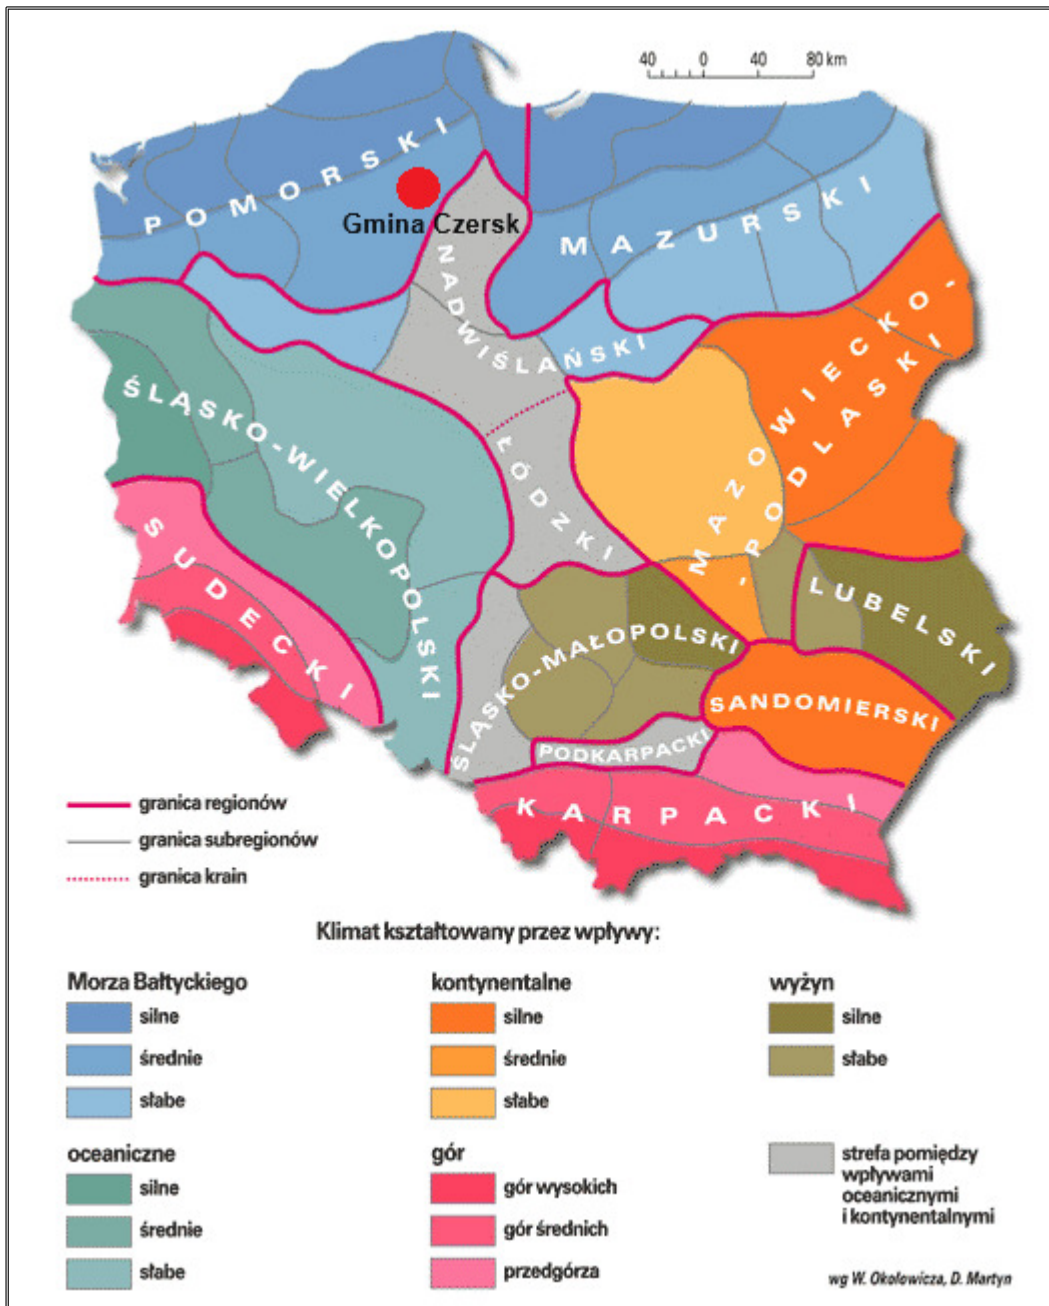 40 0 40 80 km
POMORSKI
Gmina Czersk
MAZURSKI
NADWIŚLAŃSKI
MAZOWIECKO-
-PODLASKI
ŚLĄSKO-WIELKOPOLSKI
ŁÓDZKI
SUDECKI
LUBELSKI
ŚLĄSKO-MAŁOPOLSKI
SANDOMIERSKI
PODKARPACKI
KARPACKI
granica regionów
granica subregionów
granica krain
Klimat kształtowany przez wpływy:
Morza Bałtyckiego
silne
średnie
słabe
kontynentalne
silne
średnie
słabe
wyżyn
silne
słabe
oceaniczne
silne
średnie
słabe
gór
gór wysokich
gór średnich
przedgórza
strefa pomiędzy
wpływami
oceanicznymi
i kontynentalnymi
wg W. Okołowicza, D. Martyn